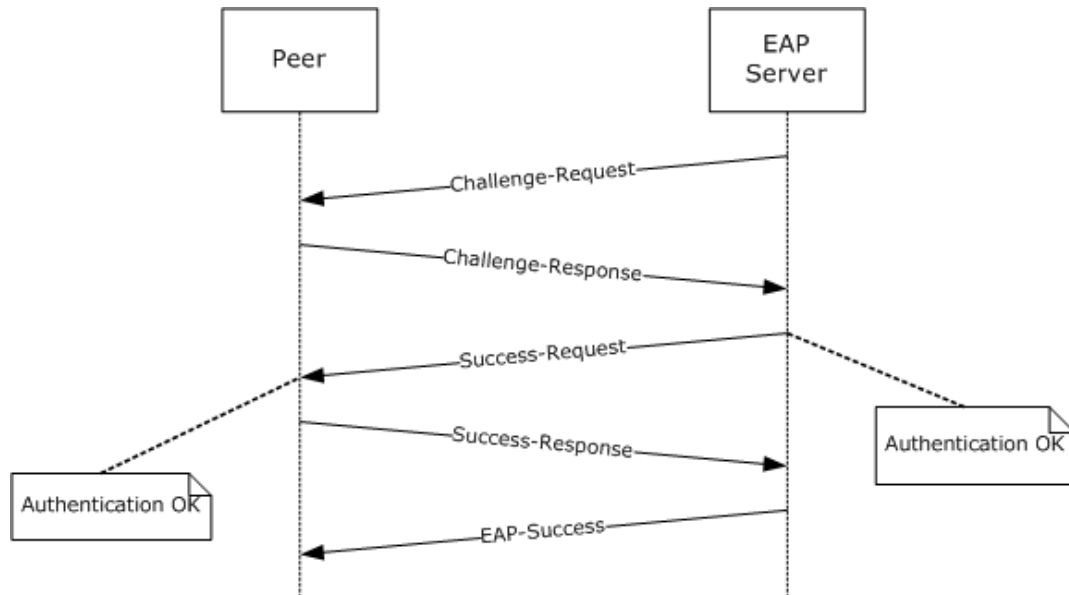 Peer
EAP
Server
Challenge-Request
Challenge-Response
Success-Request
Success-Response
Authentication OK
Authentication OK
EAP-Success